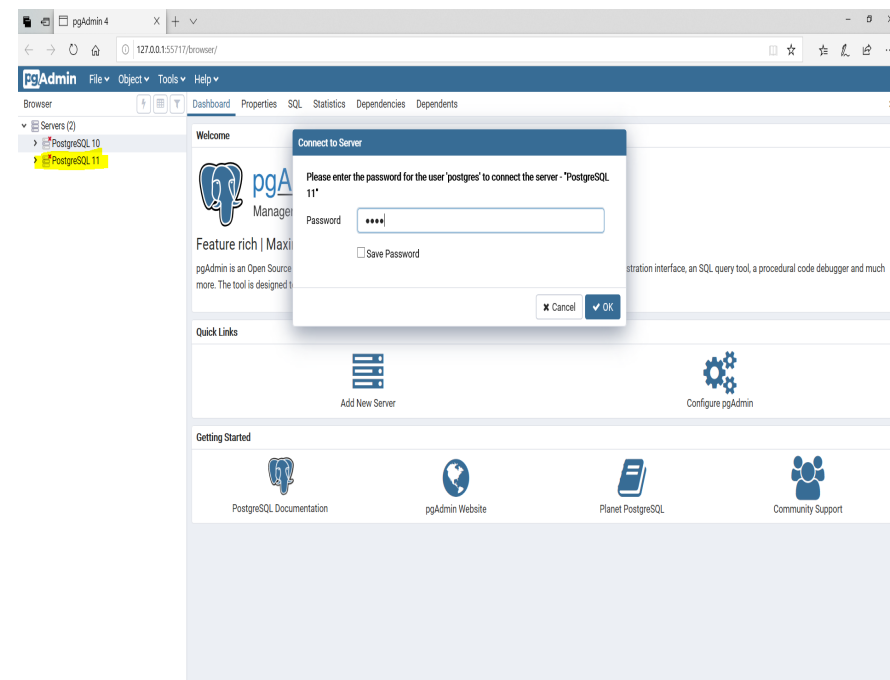 pgAdmin 4
127.0.0.1:55717/browser/
pgAdmin File Object Tools Help
Browser
Dashboard Properties SQL Statistics Dependencies Dependents
Servers (2)
PostgreSQL 10
PostgreSQL 11
Welcome
Connect to Server
Please enter the password for the user 'postgres' to connect the server - "PostgreSQL
11"
Password
Save Password
Cancel OK
pgA
Manage
Feature rich | Maxi
pgAdmin is an Open Source
stration interface, an SQL query tool, a procedural code debugger and much
more. The tool is designed t
Quick Links
Add New Server
Configure pgAdmin
Getting Started
PostgreSQL Documentation
pgAdmin Website
Planet PostgreSQL
Community Support